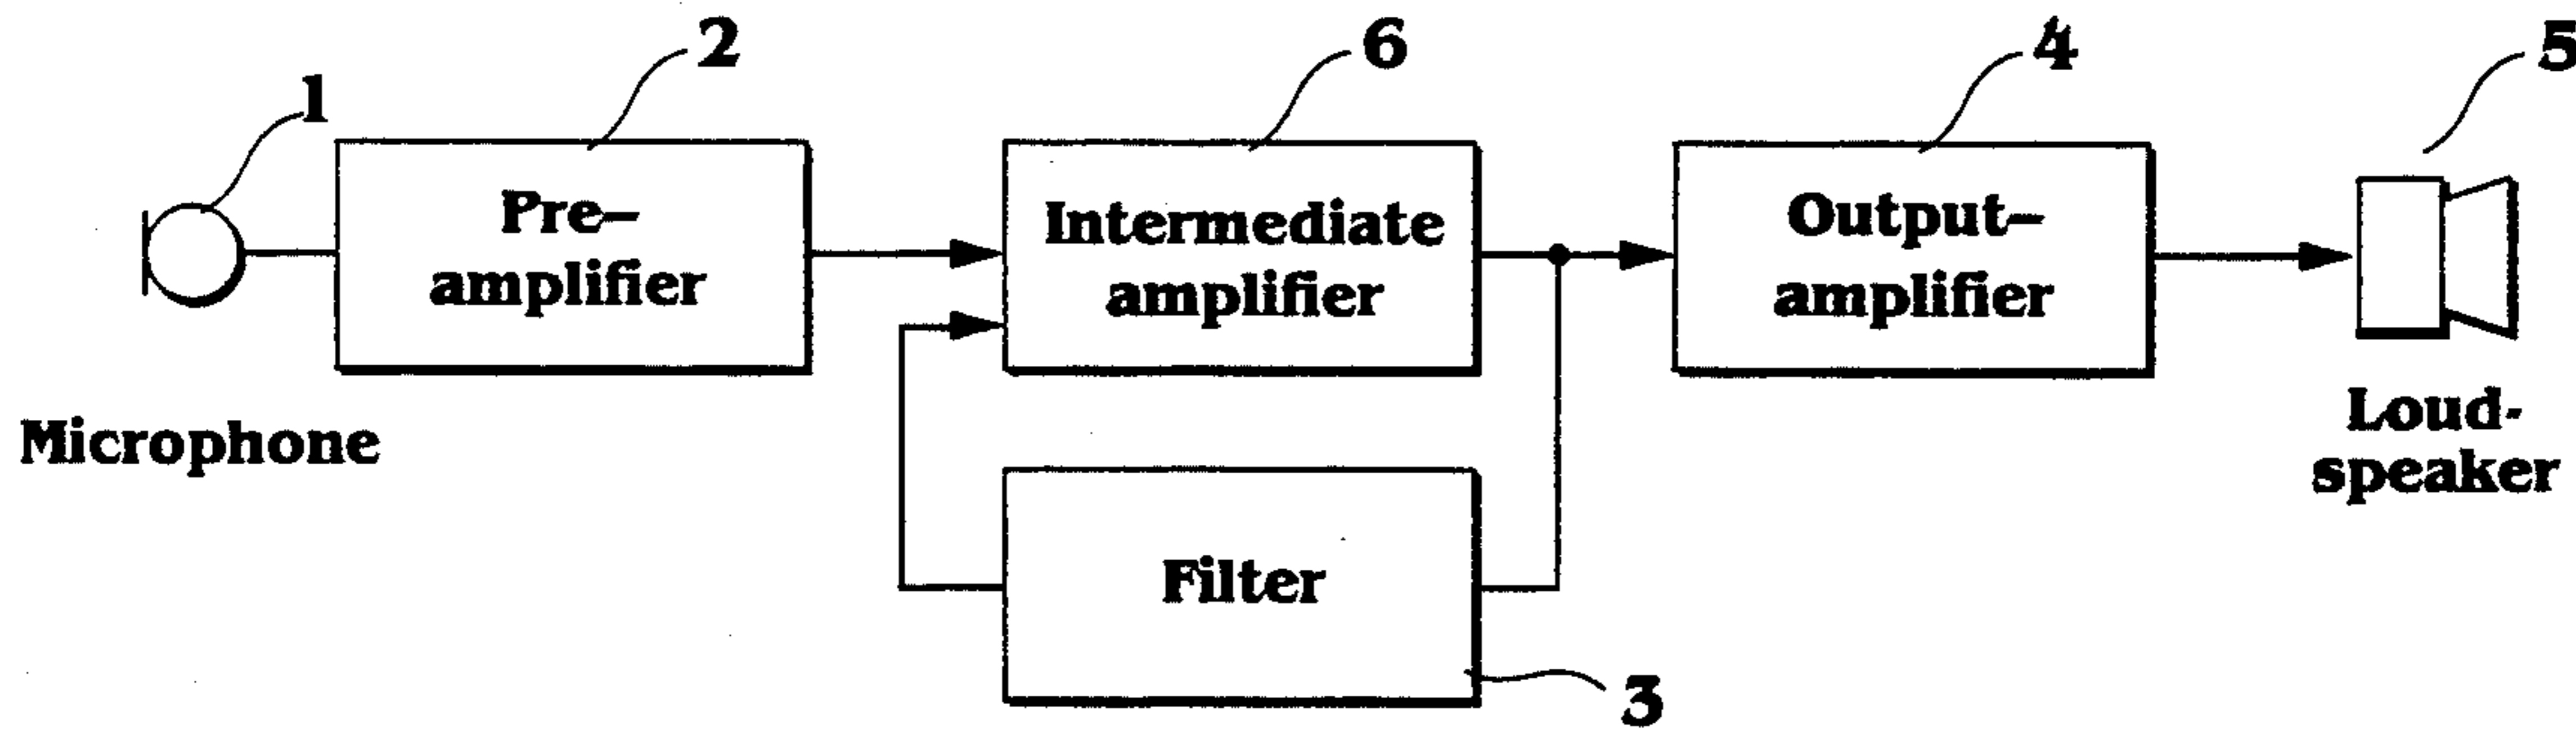 1
2
6
4
5
Pre–
amplifier
Intermediate
amplifier
Output–
amplifier
Microphone
Loud-
speaker
Filter
3